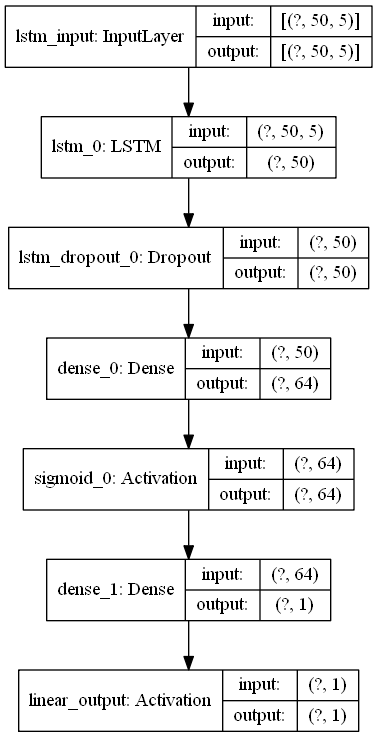 lstm_input: InputLayer
input: [(?, 50, 5)]
output: [(?, 50, 5)]
lstm_0: LSTM
input: (?, 50, 5)
output: (?, 50)
lstm_dropout_0: Dropout
input: (?, 50)
output: (?, 50)
dense_0: Dense
input: (?, 50)
output: (?, 64)
sigmoid_0: Activation
input: (?, 64)
output: (?, 64)
dense_1: Dense
input: (?, 64)
output: (?, 1)
linear_output: Activation
input: (?, 1)
output: (?, 1)